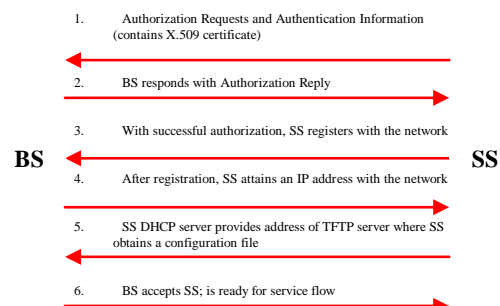 1. Authorization Requests and Authentication Information
(contains X.509 certificate)
2. BS responds with Authorization Reply
3. With successful authorization, SS registers with the network
BS
SS
4. After registration, SS attains an IP address with the network
5. SS DHCP server provides address of TFTP server where SS
obtains a configuration file
6. BS accepts SS; is ready for service flow